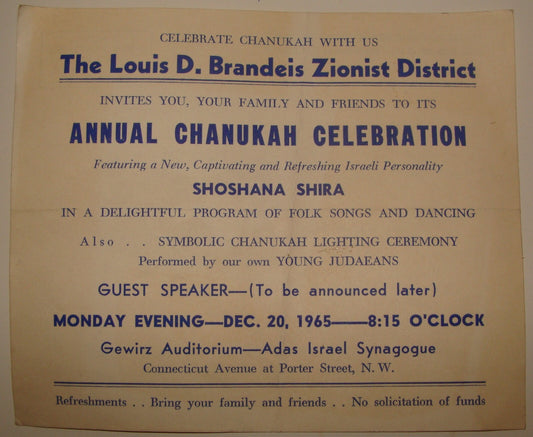 CELEBRATE CHANUKAH WITH US
The Louis D. Brandeis Zionist District
INVITES YOU, YOUR FAMILY AND FRIENDS TO ITS
ANNUAL CHANUKAH CELEBRATION
Featuring a New, Captivating and Refreshing Israeli Personality
SHOSHANA SHIRA
IN A DELIGHTFUL PROGRAM OF FOLK SONGS AND DANCING
Also . . SYMBOLIC CHANUKAH LIGHTING CEREMONY
Performed by our own YOUNG JUDAEANS
GUEST SPEAKER—(To be announced later)
MONDAY EVENING—DEC. 20, 1965——8:15 O'CLOCK
Gewirz Auditorium—Adas Israel Synagogue
Connecticut Avenue at Porter Street, N. W.
Refreshments . . Bring your family and friends . . No solicitation of funds